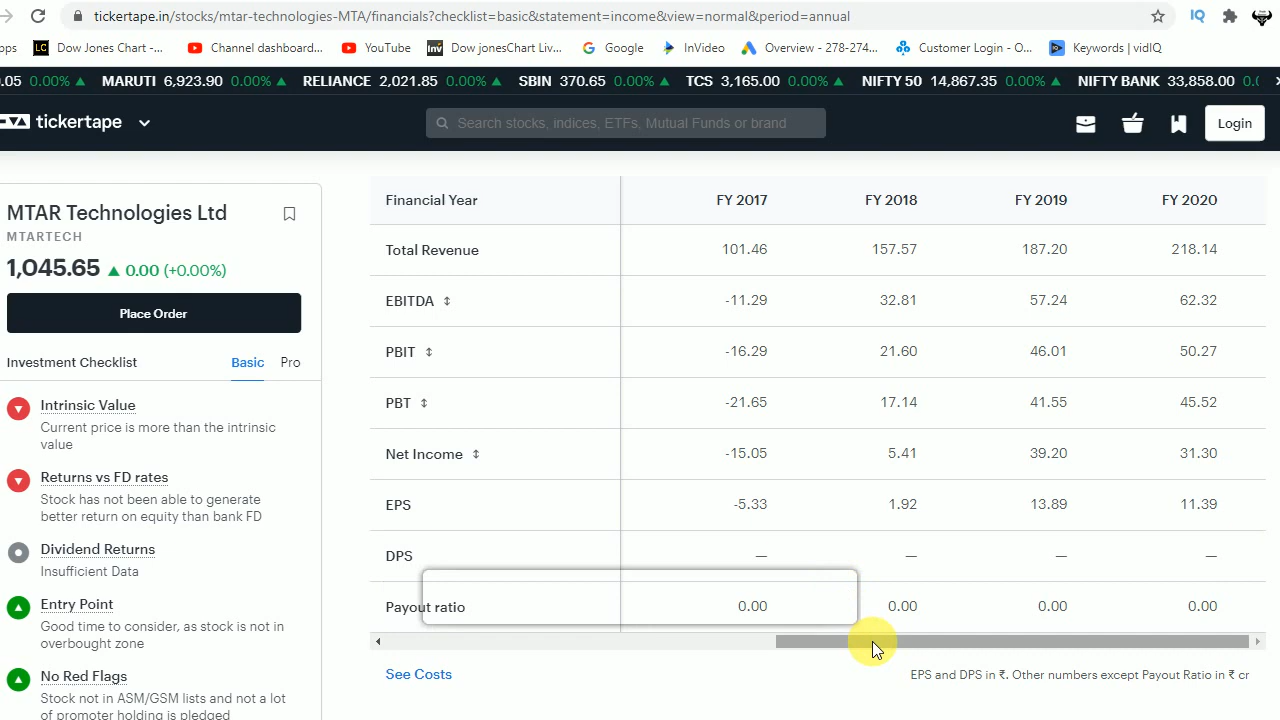 tickertape.in/stocks/mtar-technologies-MTA/financials?checklist=basic&statement=income&view=normal&period=annual
IQ
pps LC Dow Jones Chart -... Channel dashboard... YouTube Inv Dow jonesChart Liv... Google InVideo Overview - 278-274... Customer Login - O... Keywords | vidIQ
0.05 0.00% ▲ MARUTI 6,923.90 0.00% ▲ RELIANCE 2,021.85 0.00% ▲ SBIN 370.65 0.00% ▲ TCS 3,165.00 0.00% ▲ NIFTY 50 14,867.35 0.00% ▲ NIFTY BANK 33,858.00 0.0
tickertape Search stocks, indices, ETFs, Mutual Funds or brand Login
MTAR Technologies Ltd
MTARTECH
1,045.65 ▲ 0.00 (+0.00%)
Place Order
Investment Checklist Basic Pro
Intrinsic Value
Current price is more than the intrinsic
value
Returns vs FD rates
Stock has not been able to generate
better return on equity than bank FD
Dividend Returns
Insufficient Data
Entry Point
Good time to consider, as stock is not in
overbought zone
No Red Flags
Stock not in ASM/GSM lists and not a lot
of promoter holding is pledged
Financial Year FY 2017 FY 2018 FY 2019 FY 2020
Total Revenue 101.46 157.57 187.20 218.14
EBITDA -11.29 32.81 57.24 62.32
PBIT -16.29 21.60 46.01 50.27
PBT -21.65 17.14 41.55 45.52
Net Income -15.05 5.41 39.20 31.30
EPS -5.33 1.92 13.89 11.39
DPS — — — —
Payout ratio 0.00 0.00 0.00 0.00
See Costs EPS and DPS in ₹. Other numbers except Payout Ratio in ₹ cr